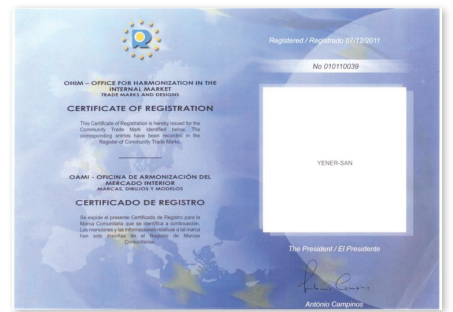 OHIM – OFFICE FOR HARMONIZATION IN THE
INTERNAL MARKET
TRADE MARKS AND DESIGNS
CERTIFICATE OF REGISTRATION
This Certificate of Registration is hereby issued for the
Community Trade Mark identified below. The
corresponding entries have been recorded in the
Register of Community Trade Marks.
OAMI – OFICINA DE ARMONIZACIÓN DEL
MERCADO INTERIOR
MARCAS, DIBUJOS Y MODELOS
CERTIFICADO DE REGISTRO
Se expide el presente Certificado de Registro para la
Marca Comunitaria que se identifica a continuación.
Las menciones y las informaciones relativas a tal marca
han sido inscritas en el Registro de Marcas
Comunitarias.
Registered / Registrado 07/12/2011
No 010110039
YENER-SAN
The President / El Presidente
António Campinos